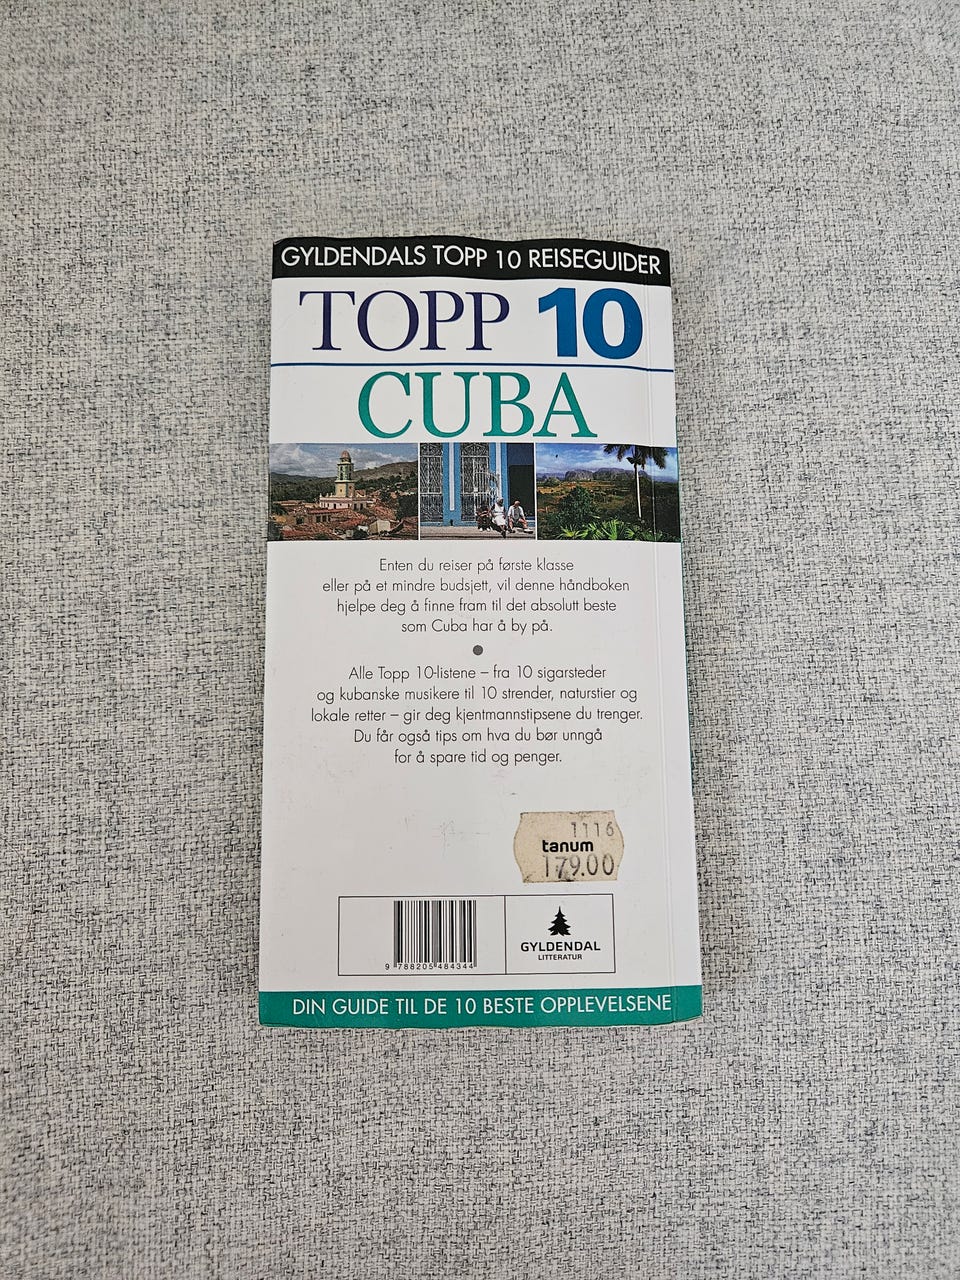 GYLDENDALS TOPP 10 REISEGUIDER
TOPP 10
CUBA
Enten du reiser på første klasse
eller på et mindre budsjett, vil denne håndboken
hjelpe deg å finne fram til det absolutt beste
som Cuba har å by på.
Alle Topp 10-listene – fra 10 sigarsteder
og kubanske musikere til 10 strender, naturstier og
lokale retter – gir deg kjentmannstipsene du trenger.
Du får også tips om hva du bør unngå
for å spare tid og penger.
1116
tanum
179.00
9 788205 484344
GYLDENDAL
LITTERATUR
DIN GUIDE TIL DE 10 BESTE OPPLEVELSENE